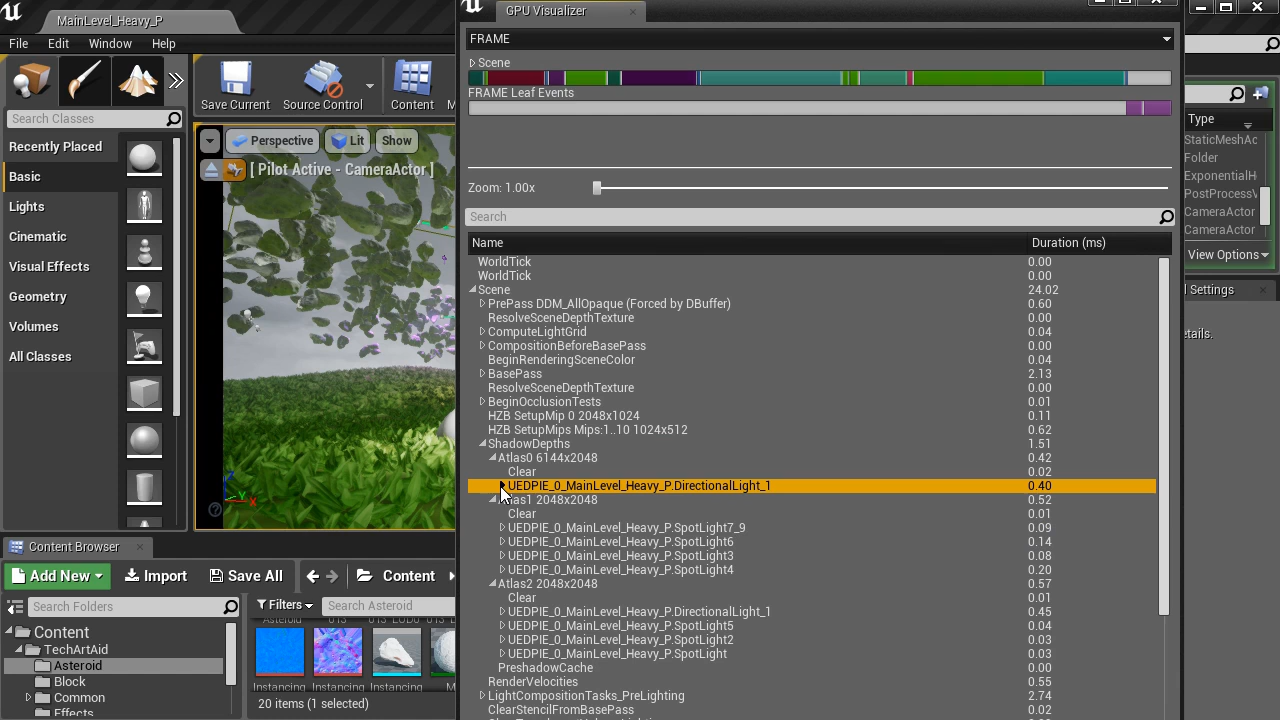 MainLevel_Heavy_P
File Edit Window Help
Save Current
Source Control
Content
Search Classes
Recently Placed
Basic
Lights
Cinematic
Visual Effects
Geometry
Volumes
All Classes
Perspective
Lit
Show
[ Pilot Active - CameraActor ]
Z
Y
X
Content Browser
Add New
Import
Save All
Content
Search Folders
Filters
Search Asteroid
Content
TechArtAid
Asteroid
Block
Common
Effects
Instancing
Instancing
Instancing
20 items (1 selected)
GPU Visualizer
FRAME
Scene
FRAME Leaf Events
Zoom: 1.00x
Search
Name Duration (ms)
WorldTick 0.00
WorldTick 0.00
Scene 24.02
PrePass DDM_AllOpaque (Forced by DBuffer) 0.60
ResolveSceneDepthTexture 0.00
ComputeLightGrid 0.04
CompositionBeforeBasePass 0.00
BeginRenderingSceneColor 0.04
BasePass 2.13
ResolveSceneDepthTexture 0.00
BeginOcclusionTests 0.01
HZB SetupMip 0 2048x1024 0.11
HZB SetupMips Mips:1..10 1024x512 0.62
ShadowDepths 1.51
Atlas0 6144x2048 0.42
Clear 0.02
UEDPIE_0_MainLevel_Heavy_P.DirectionalLight_1 0.40
2048x2048 0.52
Clear 0.01
UEDPIE_0_MainLevel_Heavy_P.SpotLight7_9 0.09
UEDPIE_0_MainLevel_Heavy_P.SpotLight6 0.14
UEDPIE_0_MainLevel_Heavy_P.SpotLight3 0.08
UEDPIE_0_MainLevel_Heavy_P.SpotLight4 0.20
Atlas2 2048x2048 0.57
Clear 0.01
UEDPIE_0_MainLevel_Heavy_P.DirectionalLight_1 0.45
UEDPIE_0_MainLevel_Heavy_P.SpotLight5 0.04
UEDPIE_0_MainLevel_Heavy_P.SpotLight2 0.03
UEDPIE_0_MainLevel_Heavy_P.SpotLight 0.03
PreshadowCache 0.00
RenderVelocities 0.55
LightCompositionTasks_PreLighting 2.74
ClearStencilFromBasePass 0.02
Type
StaticMeshAc
Folder
ExponentialH
PostProcessV
CameraActor
CameraActor
View Options
Settings
etails.